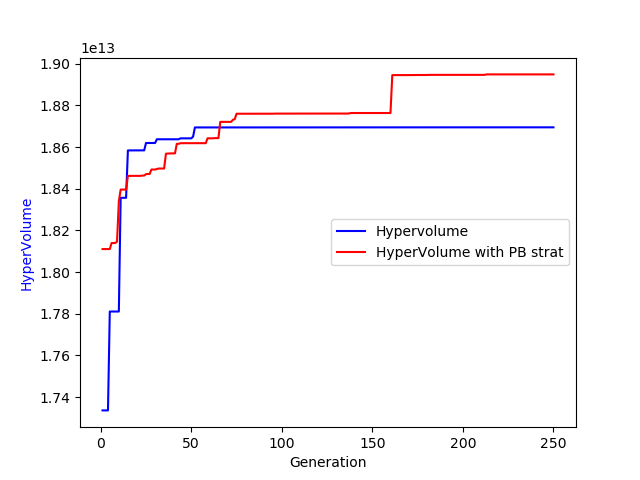 1e13
1.90
1.88
1.86
1.84
1.82
1.80
1.78
1.76
1.74
HyperVolume
Hypervolume
HyperVolume with PB strat
0 50 100 150 200 250
Generation